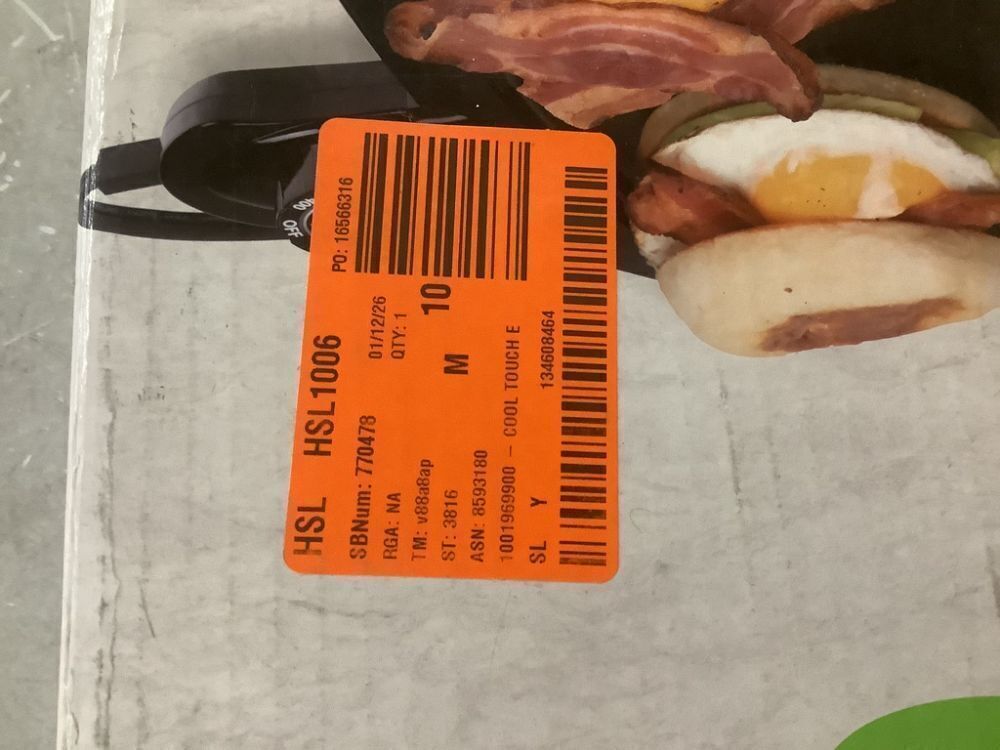 HSL HSL1006
SBNum: 770478
PO: 16566316
RGA: NA
01/12/26
TM: v88a8ap
QTY: 1
ST: 3816
M
10
ASN: 8593180
1001969900 – COOL TOUCH E
SL Y
134608464
OFF